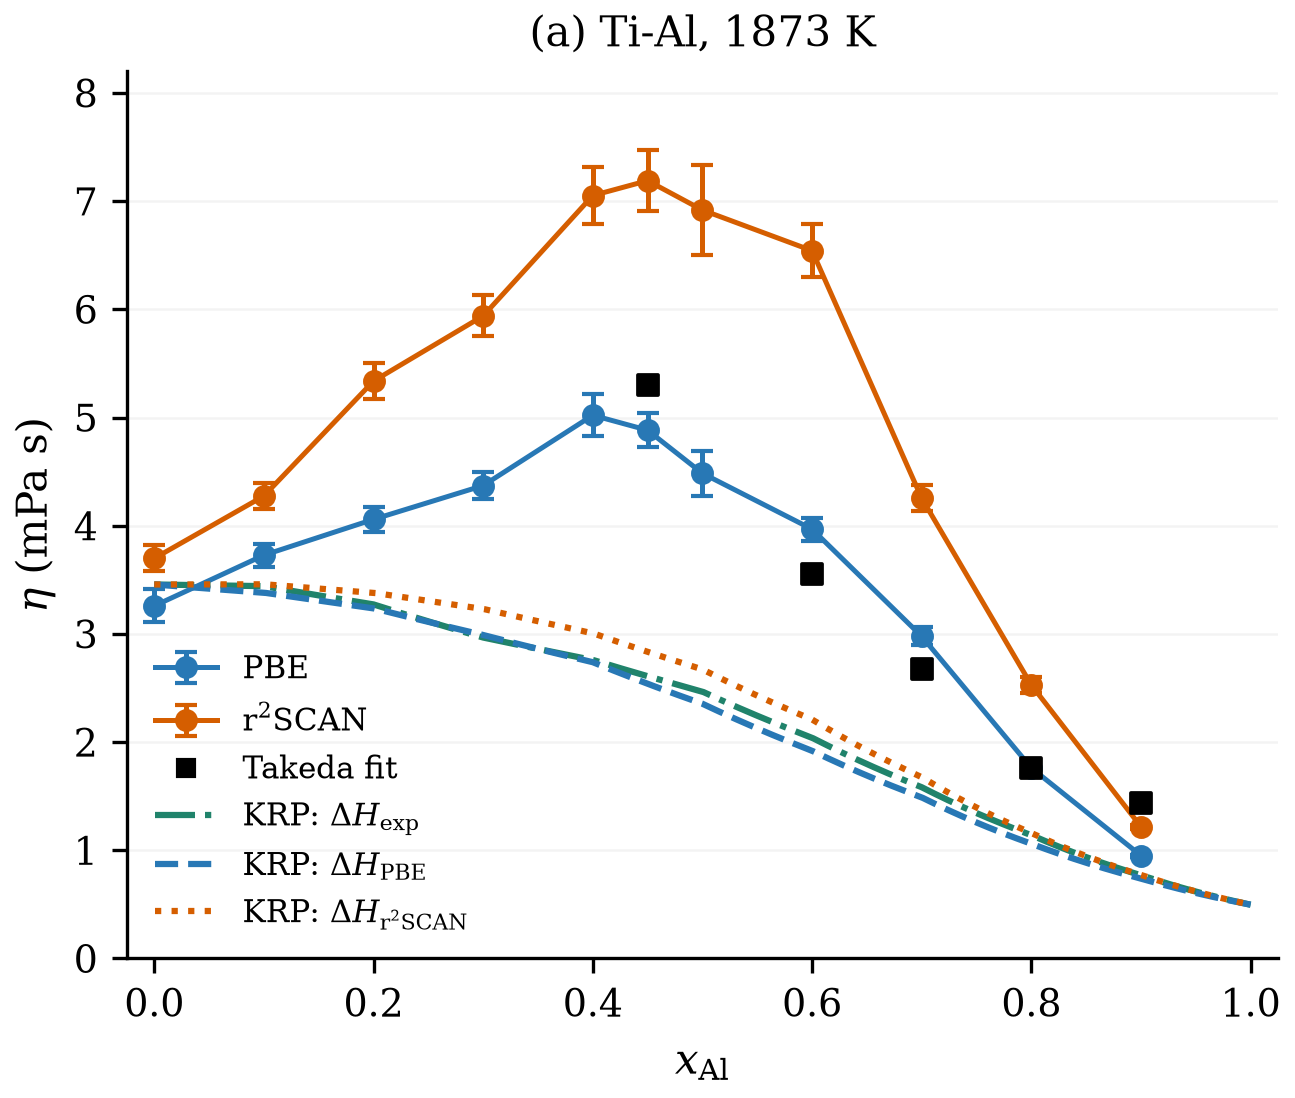 (a) Ti-Al, 1873 K
8
7
6
5
4
3
2
1
0
η (mPa s)
PBE
r²SCAN
Takeda fit
KRP: ΔH_exp
KRP: ΔH_PBE
KRP: ΔH_r²SCAN
0.0 0.2 0.4 0.6 0.8 1.0
x_Al